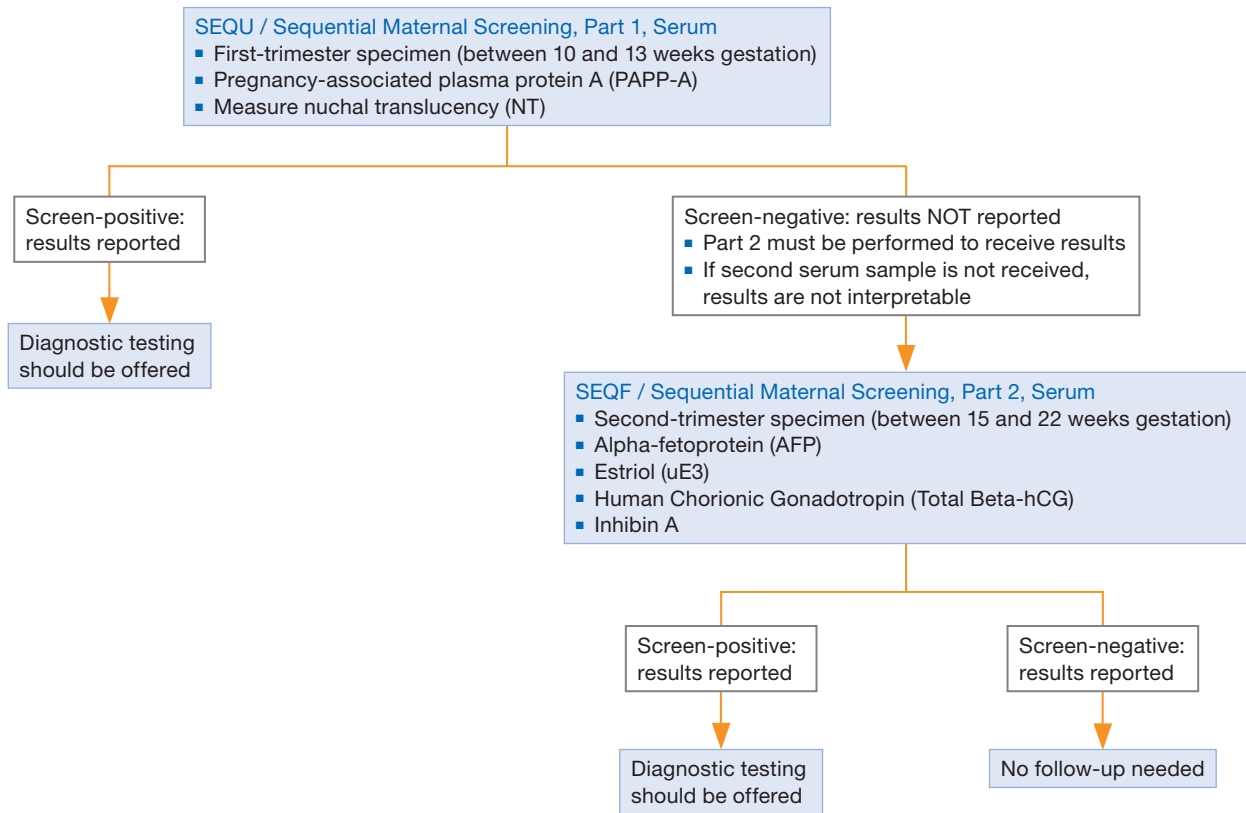 SEQU / Sequential Maternal Screening, Part 1, Serum
▪ First-trimester specimen (between 10 and 13 weeks gestation)
▪ Pregnancy-associated plasma protein A (PAPP-A)
▪ Measure nuchal translucency (NT)
Screen-positive:
results reported
Diagnostic testing
should be offered
Screen-negative: results NOT reported
▪ Part 2 must be performed to receive results
▪ If second serum sample is not received,
results are not interpretable
SEQF / Sequential Maternal Screening, Part 2, Serum
▪ Second-trimester specimen (between 15 and 22 weeks gestation)
▪ Alpha-fetoprotein (AFP)
▪ Estriol (uE3)
▪ Human Chorionic Gonadotropin (Total Beta-hCG)
▪ Inhibin A
Screen-positive:
results reported
Diagnostic testing
should be offered
Screen-negative:
results reported
No follow-up needed